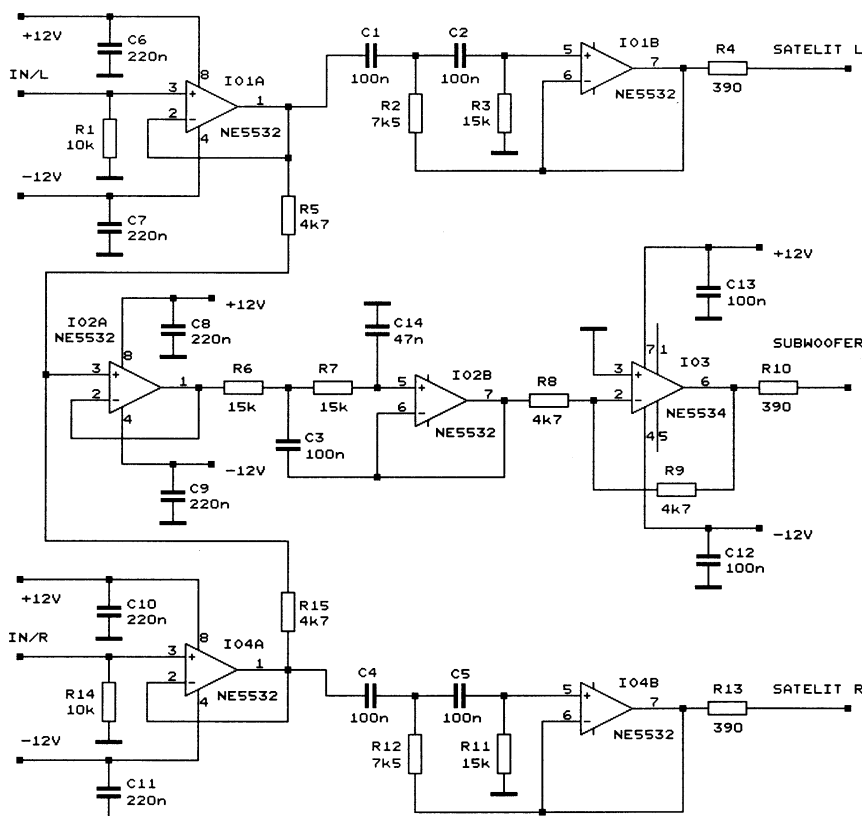 +12V
C6
220n
IN/L
3
2
8
1
4
IO1A
NE5532
R1
10k
-12V
C7
220n
R5
4k7
C1
100n
C2
100n
R2
7k5
R3
15k
5
6
7
IO1B
NE5532
R4
390
SATELIT L
IO2A
NE5532
3
2
8
1
4
+12V
C8
220n
-12V
C9
220n
R6
15k
R7
15k
C3
100n
C14
47n
5
6
7
IO2B
NE5532
R8
4k7
3
2
7
1
6
4
5
IO3
NE5534
+12V
C13
100n
SUBWOOFER
R10
390
R9
4k7
-12V
C12
100n
R15
4k7
+12V
C10
220n
IN/R
3
2
8
1
4
IO4A
NE5532
R14
10k
-12V
C11
220n
C4
100n
C5
100n
R12
7k5
R11
15k
5
6
7
IO4B
NE5532
R13
390
SATELIT R